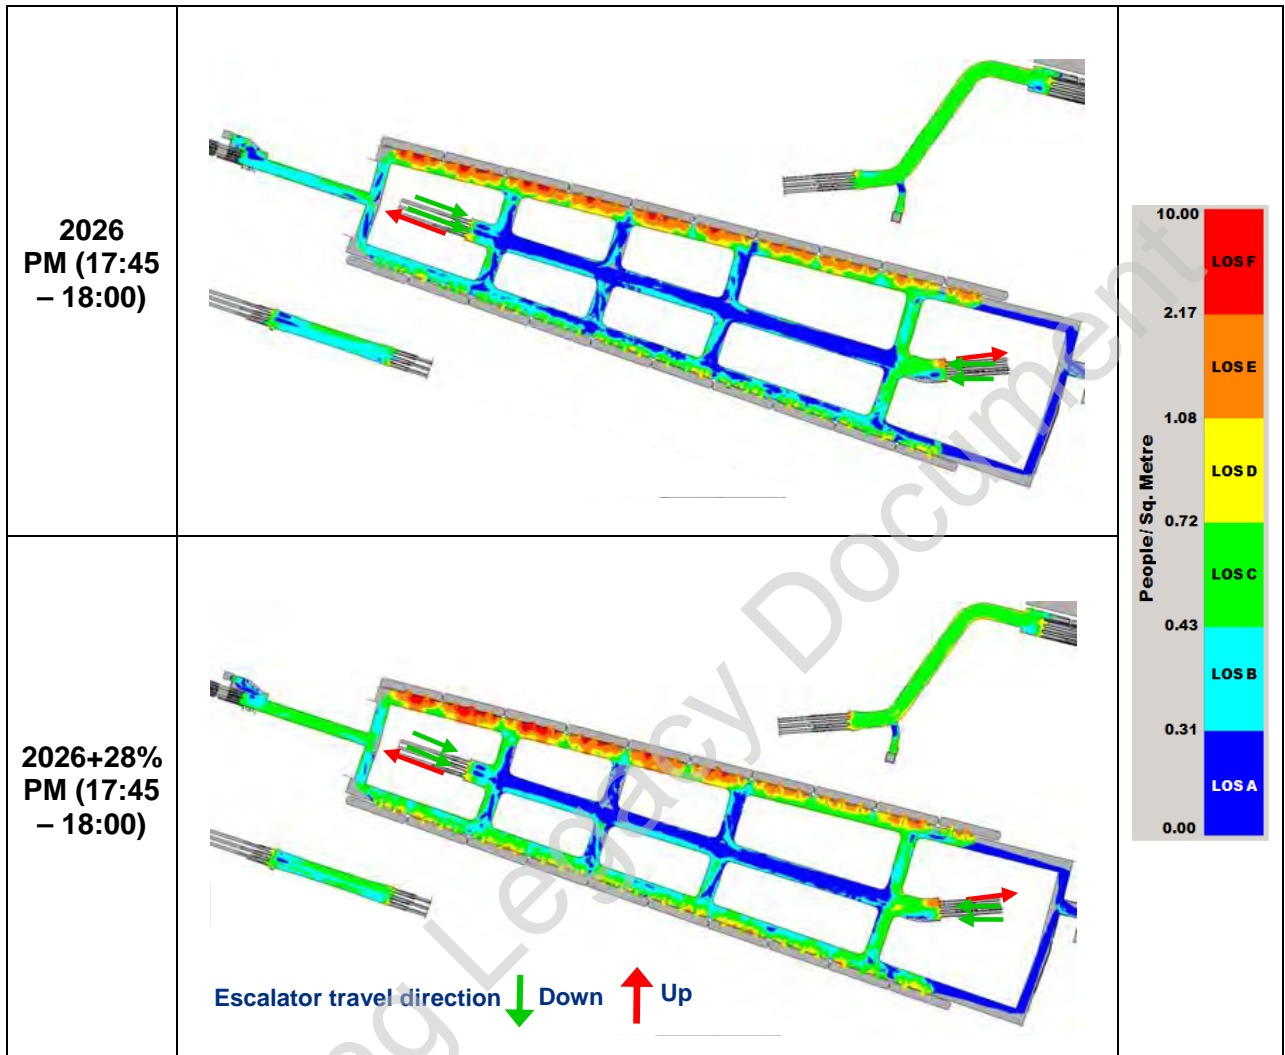 2026
PM (17:45
– 18:00)
2026+28%
PM (17:45
– 18:00)
Escalator travel direction
Down
Up
People/ Sq. Metre
10.00
LOS F
2.17
LOS E
1.08
LOS D
0.72
LOS C
0.43
LOS B
0.31
LOS A
0.00
ng Legacy Document